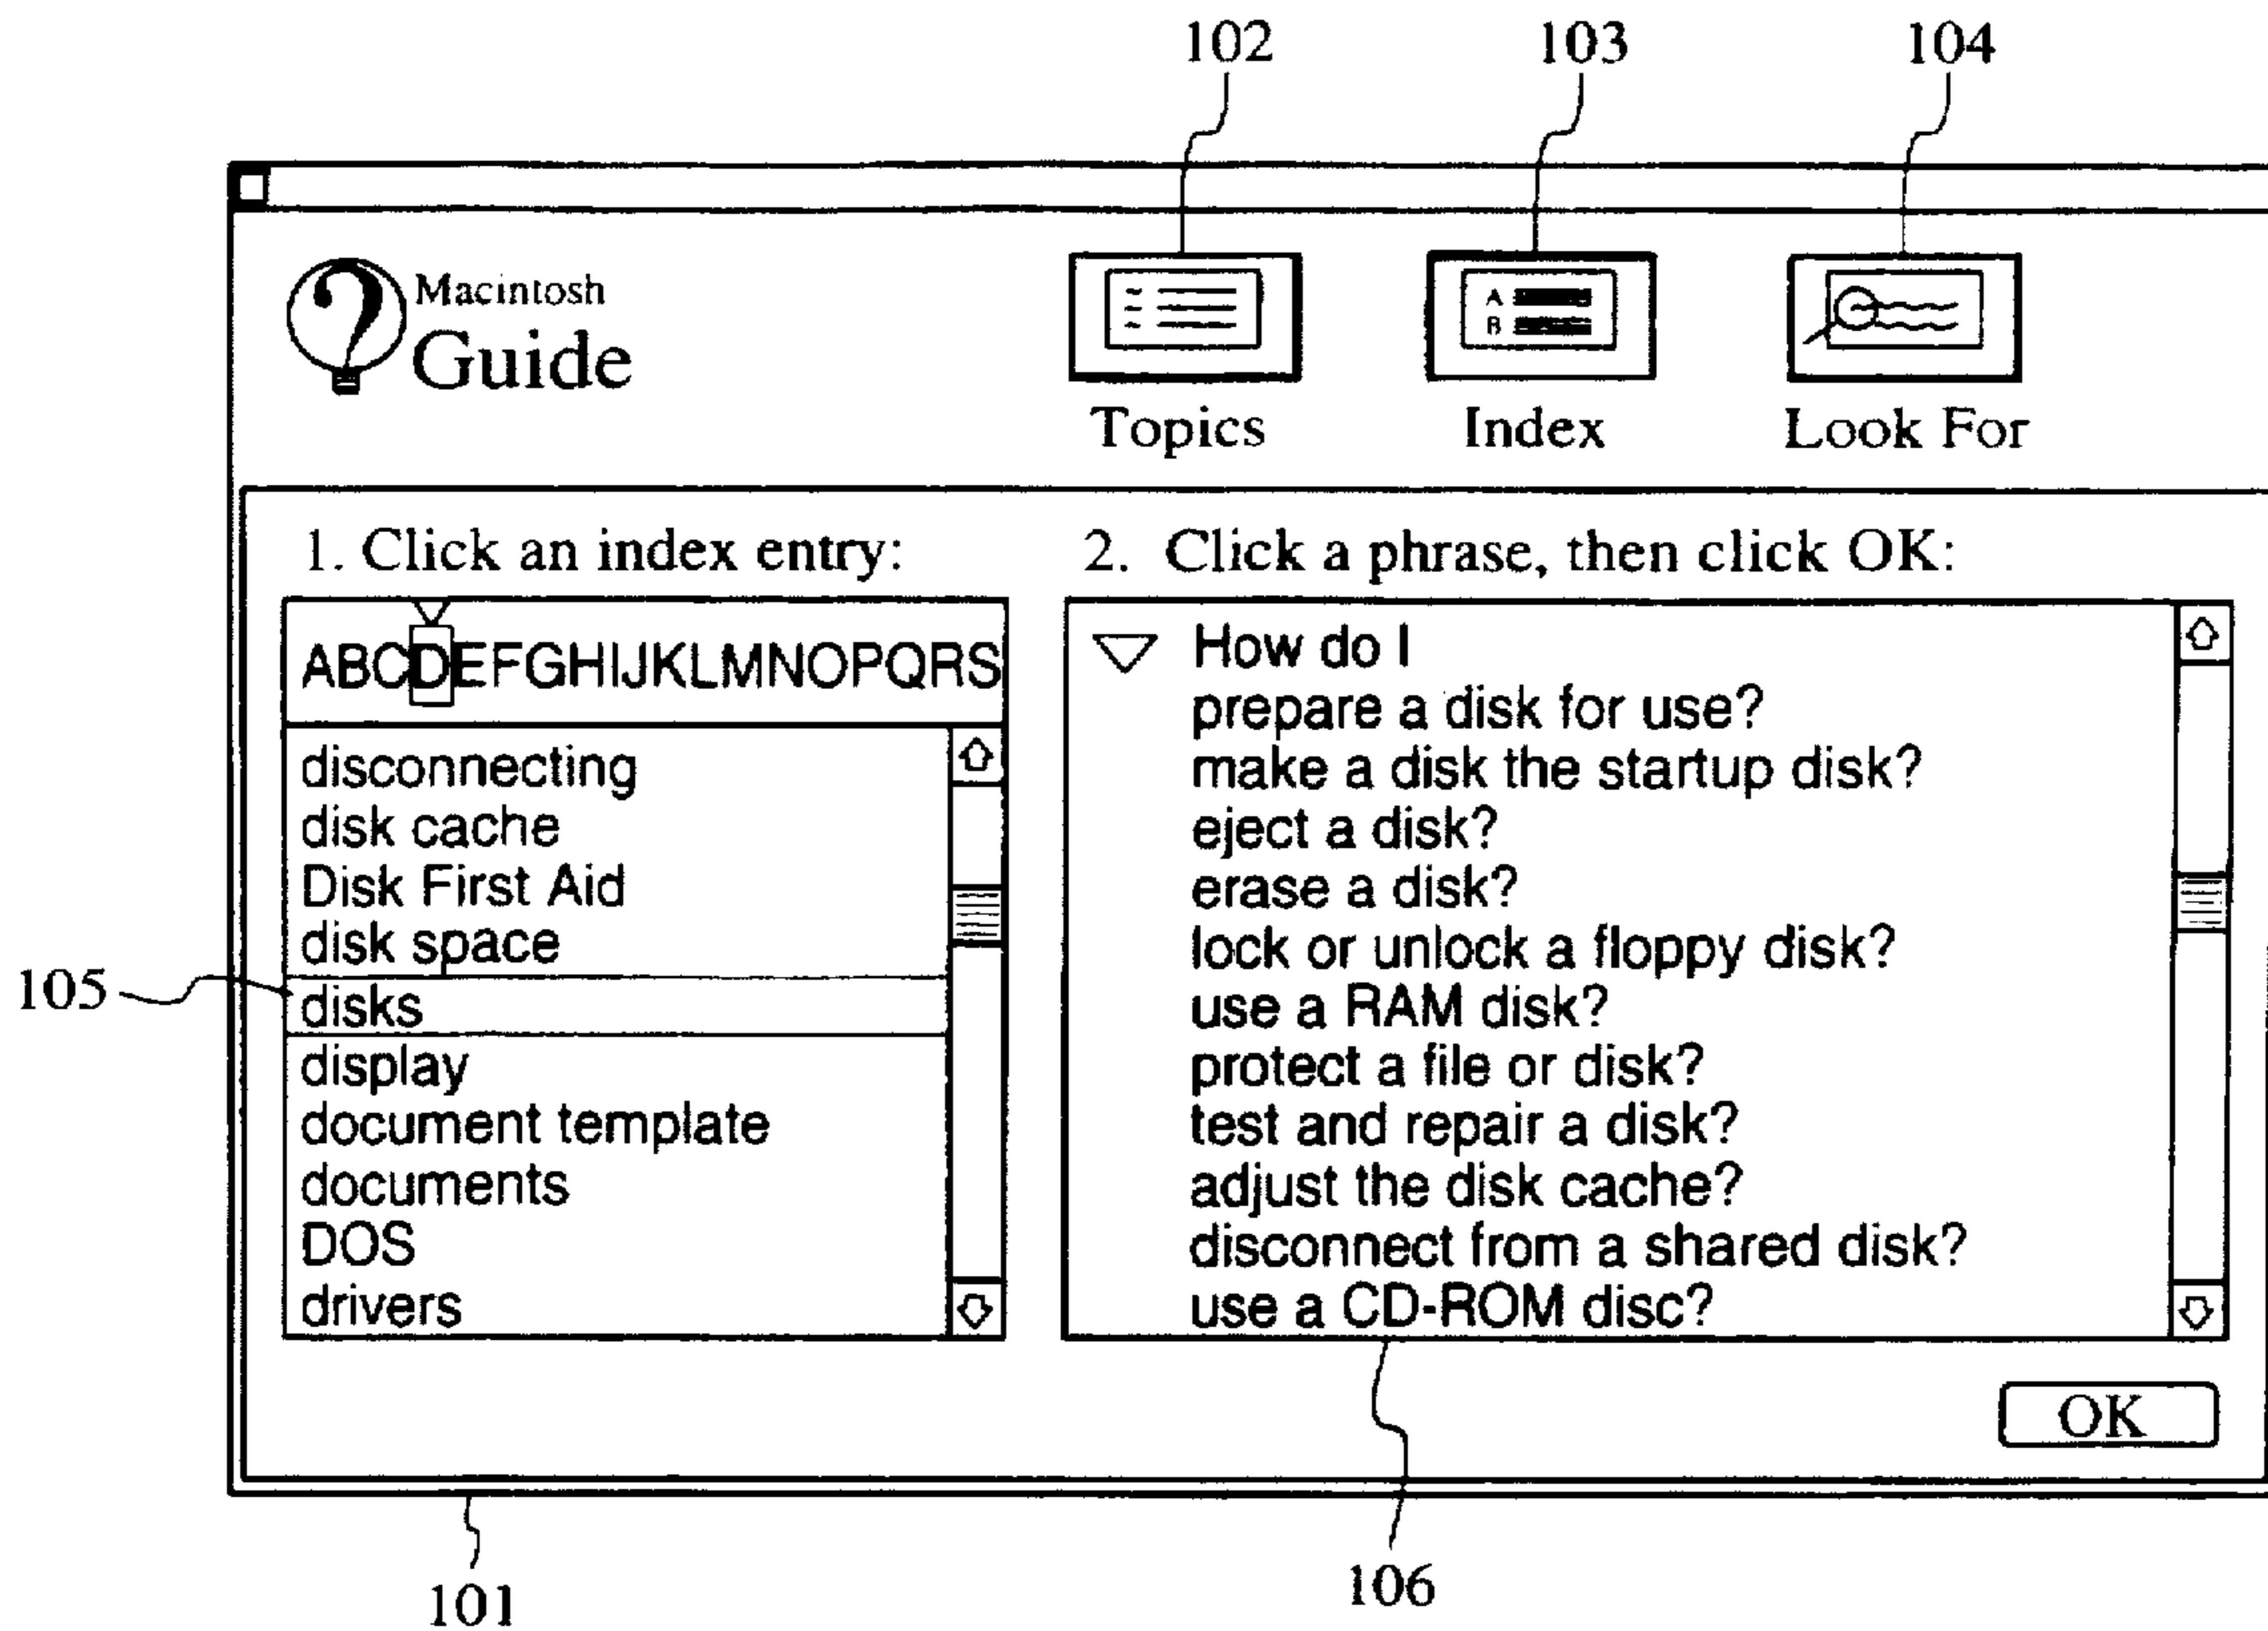 102 103 104
Macintosh
Guide
A
B
Topics Index Look For
1. Click an index entry:
2. Click a phrase, then click OK:
ABCDEFGHIJKLMNOPQRS
disconnecting
disk cache
Disk First Aid
disk space
105
disks
display
document template
documents
DOS
drivers
How do I
prepare a disk for use?
make a disk the startup disk?
eject a disk?
erase a disk?
lock or unlock a floppy disk?
use a RAM disk?
protect a file or disk?
test and repair a disk?
adjust the disk cache?
disconnect from a shared disk?
use a CD-ROM disc?
OK
101
106